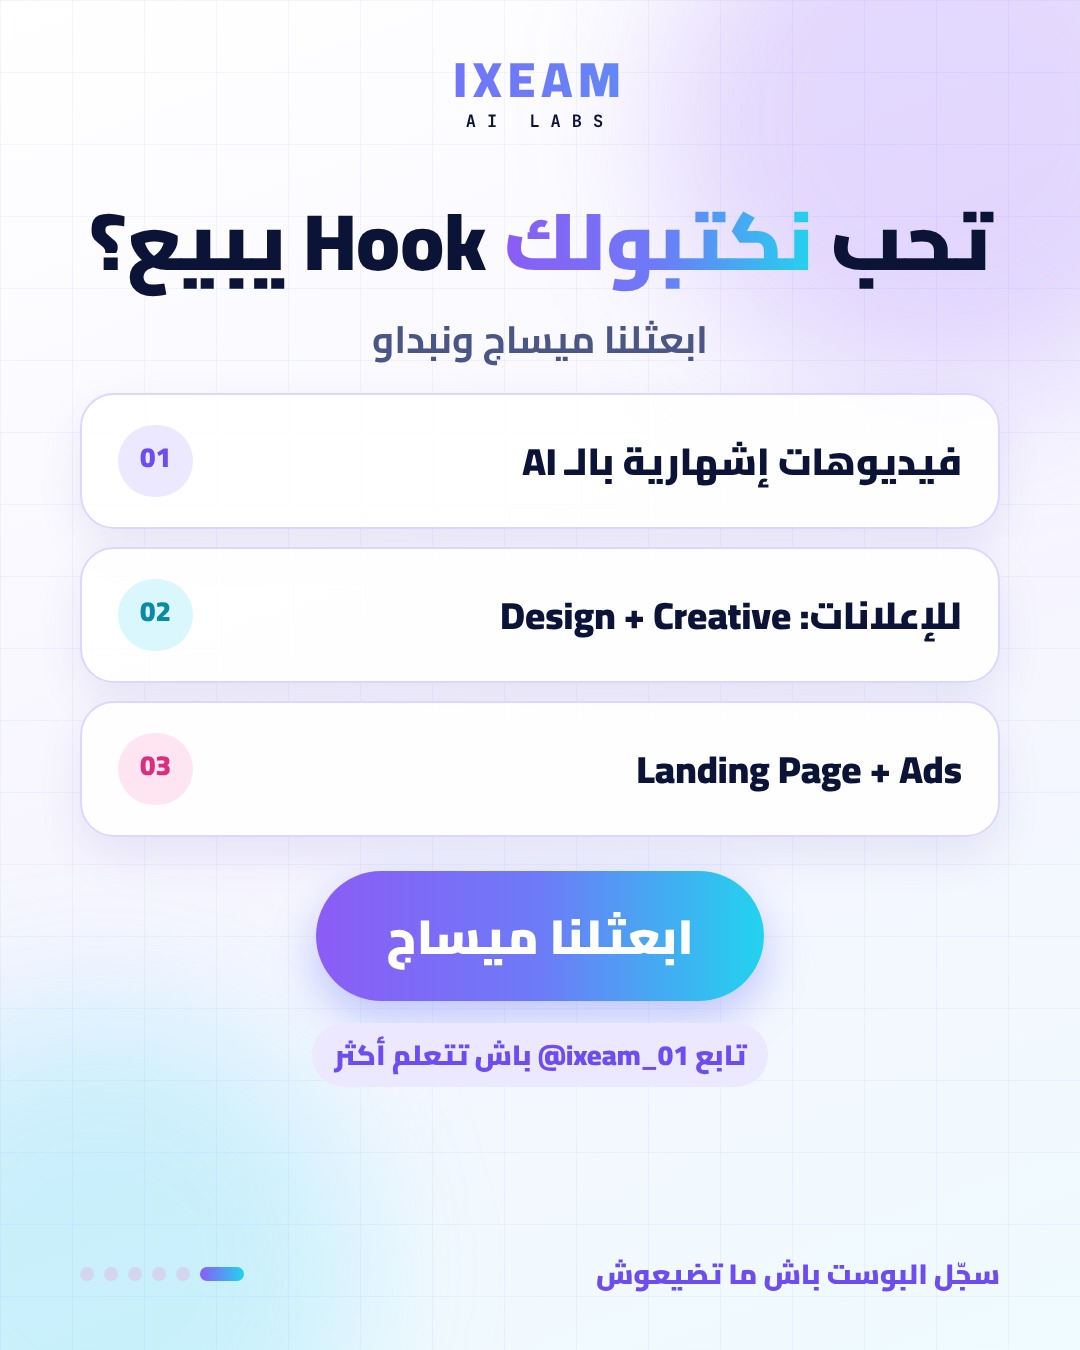 IXEAM
AI LABS
تحب نكتبولك Hook يبيع؟
ابعثلنا ميساج ونبداو
فيديوهات إشهارية بالـ AI
01
للإعلانات: Design + Creative
02
Landing Page + Ads
03
ابعثلنا ميساج
تابع @ixeam_01 باش تتعلم أكثر
سجّل البوست باش ما تضيعوش